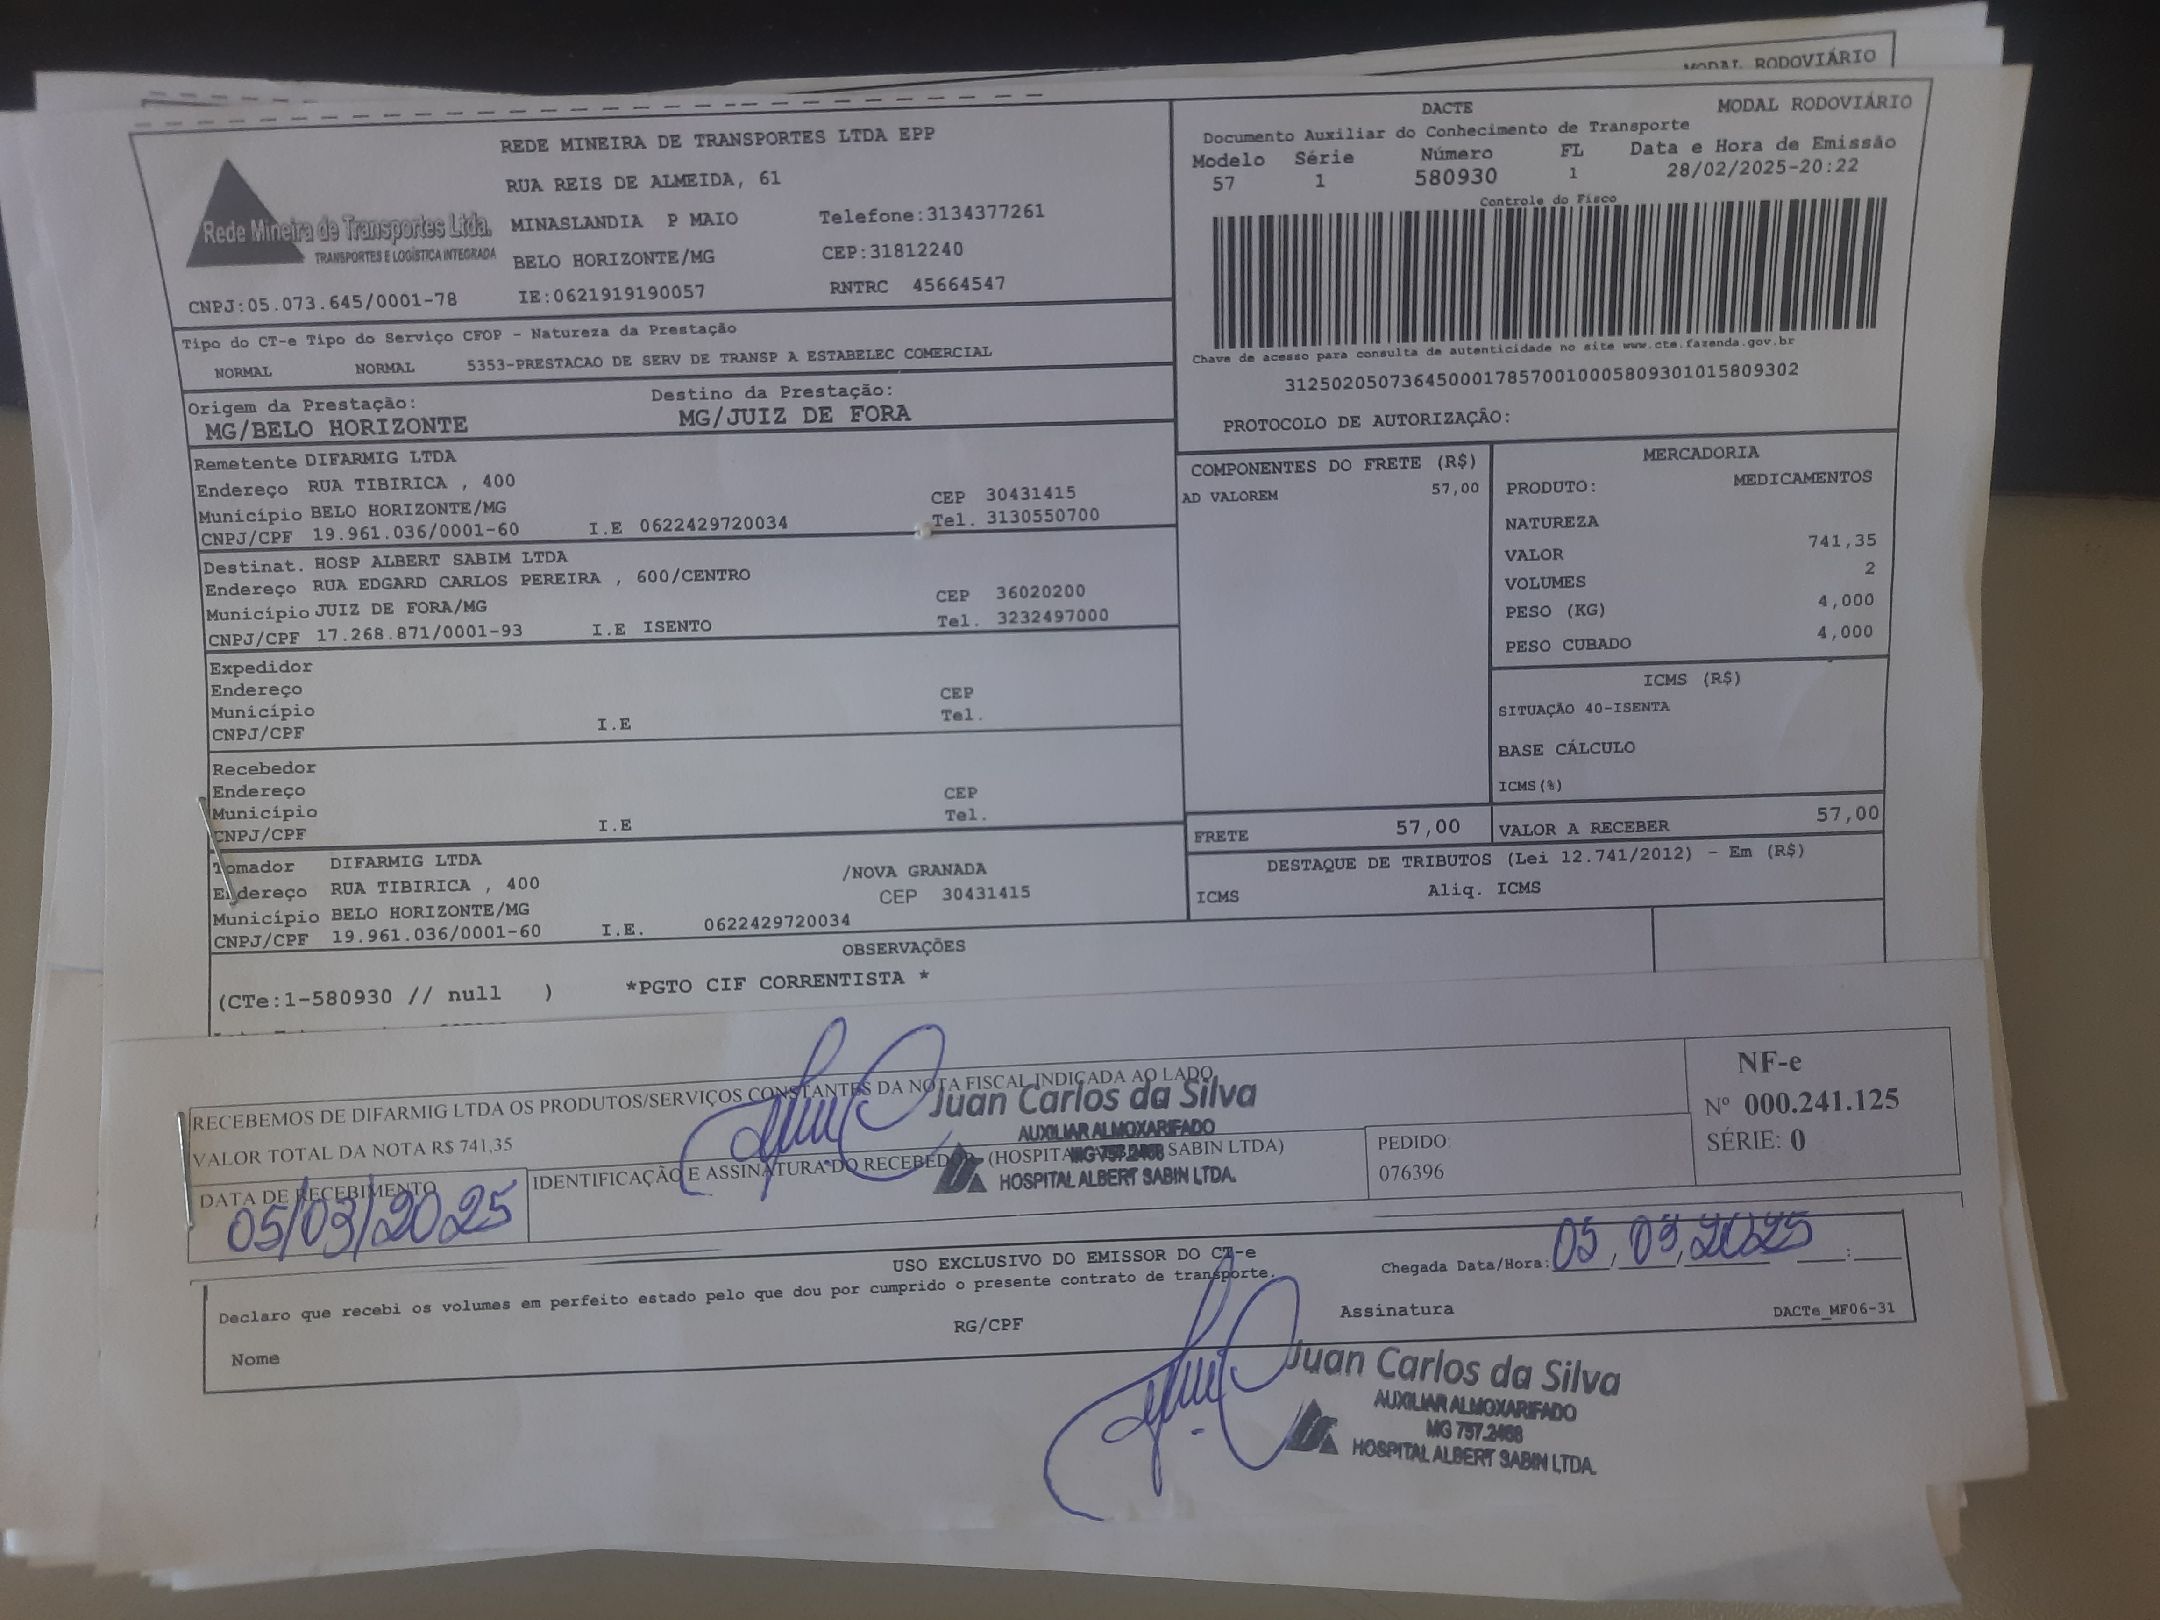 MODAL RODOVIÁRIO
REDE MINEIRA DE TRANSPORTES LTDA EPP
RUA REIS DE ALMEIDA, 61
MINASLANDIA P MAIO Telefone:3134377261
BELO HORIZONTE/MG CEP:31812240
CNPJ:05.073.645/0001-78 IE:0621919190057 RNTRC 45664547
Rede Mineira de Transportes Ltda.
TRANSPORTES E LOGÍSTICA INTEGRADA
DACTE MODAL RODOVIÁRIO
Documento Auxiliar do Conhecimento de Transporte
Modelo Série Número FL Data e Hora de Emissão
57 1 580930 1 28/02/2025-20:22
Controle do Fisco
Chave de acesso para consulta de autenticidade no site www.cte.fazenda.gov.br
31250205073645000178570010005809301015809302
PROTOCOLO DE AUTORIZAÇÃO:
Tipo do CT-e Tipo do Serviço CFOP - Natureza da Prestação
NORMAL NORMAL 5353-PRESTACAO DE SERV DE TRANSP A ESTABELEC COMERCIAL
Origem da Prestação: Destino da Prestação:
MG/BELO HORIZONTE MG/JUIZ DE FORA
Remetente DIFARMIG LTDA
Endereço RUA TIBIRICA , 400
Município BELO HORIZONTE/MG CEP 30431415
CNPJ/CPF 19.961.036/0001-60 I.E 0622429720034 Tel. 3130550700
Destinat. HOSP ALBERT SABIM LTDA
Endereço RUA EDGARD CARLOS PEREIRA , 600/CENTRO
Município JUIZ DE FORA/MG CEP 36020200
CNPJ/CPF 17.268.871/0001-93 I.E ISENTO Tel. 3232497000
Expedidor
Endereço
Município CEP
CNPJ/CPF I.E Tel.
Recebedor
Endereço
Município CEP
CNPJ/CPF I.E Tel.
Tomador DIFARMIG LTDA /NOVA GRANADA
Endereço RUA TIBIRICA , 400 CEP 30431415
Município BELO HORIZONTE/MG
CNPJ/CPF 19.961.036/0001-60 I.E. 0622429720034
COMPONENTES DO FRETE (R$)
AD VALOREM 57,00
MERCADORIA
PRODUTO: MEDICAMENTOS
NATUREZA
VALOR 741,35
VOLUMES 2
PESO (KG) 4,000
PESO CUBADO 4,000
ICMS (R$)
SITUAÇÃO 40-ISENTA
BASE CÁLCULO
ICMS(%)
FRETE 57,00 VALOR A RECEBER 57,00
DESTAQUE DE TRIBUTOS (Lei 12.741/2012) - Em (R$)
ICMS Aliq. ICMS
OBSERVAÇÕES
(CTe:1-580930 // null ) *PGTO CIF CORRENTISTA *
RECEBEMOS DE DIFARMIG LTDA OS PRODUTOS/SERVIÇOS CONSTANTES DA NOTA FISCAL INDICADA AO LADO
VALOR TOTAL DA NOTA R$ 741,35
DATA DE RECEBIMENTO
05/03/2025
IDENTIFICAÇÃO E ASSINATURA DO RECEBEDOR (HOSPITAL SABIN LTDA)
Juan Carlos da Silva
AUXILIAR ALMOXARIFADO
MG 757.2468
HOSPITAL ALBERT SABIN LTDA.
PEDIDO:
076396
NF-e
Nº 000.241.125
SÉRIE: 0
USO EXCLUSIVO DO EMISSOR DO CT-e
Declaro que recebi os volumes em perfeito estado pelo que dou por cumprido o presente contrato de transporte.
Chegada Data/Hora: 05,03,2025 :
Nome RG/CPF Assinatura DACTe_MF06-31
Juan Carlos da Silva
AUXILIAR ALMOXARIFADO
MG 757.2468
HOSPITAL ALBERT SABIN LTDA.